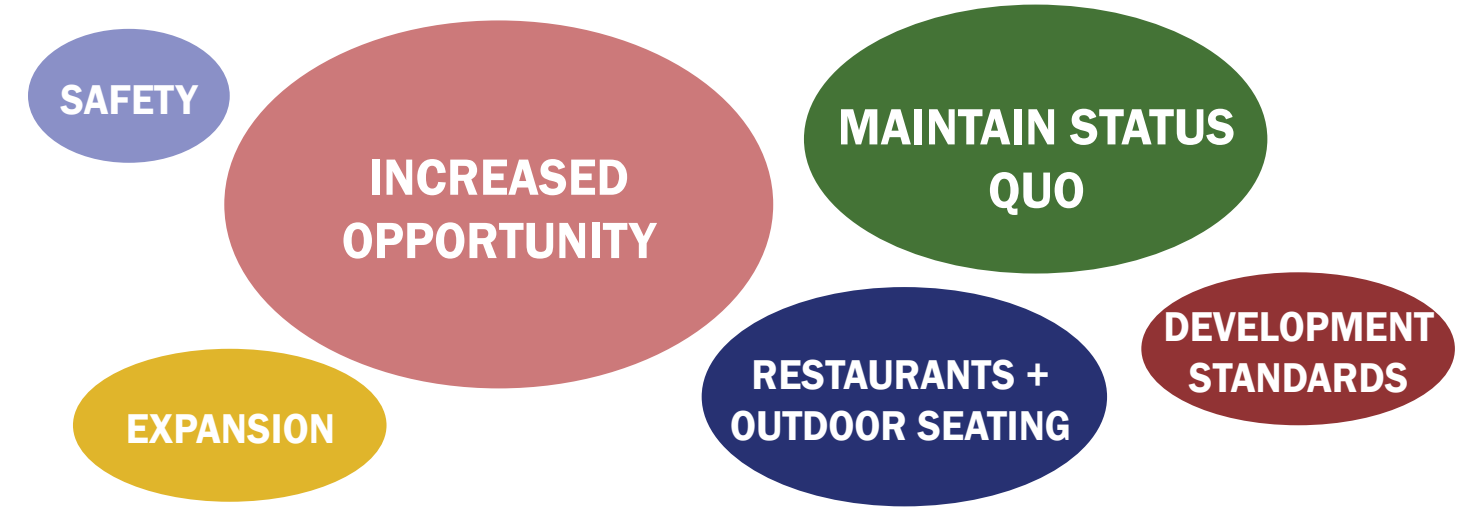 SAFETY
INCREASED
OPPORTUNITY
MAINTAIN STATUS
QUO
EXPANSION
RESTAURANTS +
OUTDOOR SEATING
DEVELOPMENT
STANDARDS